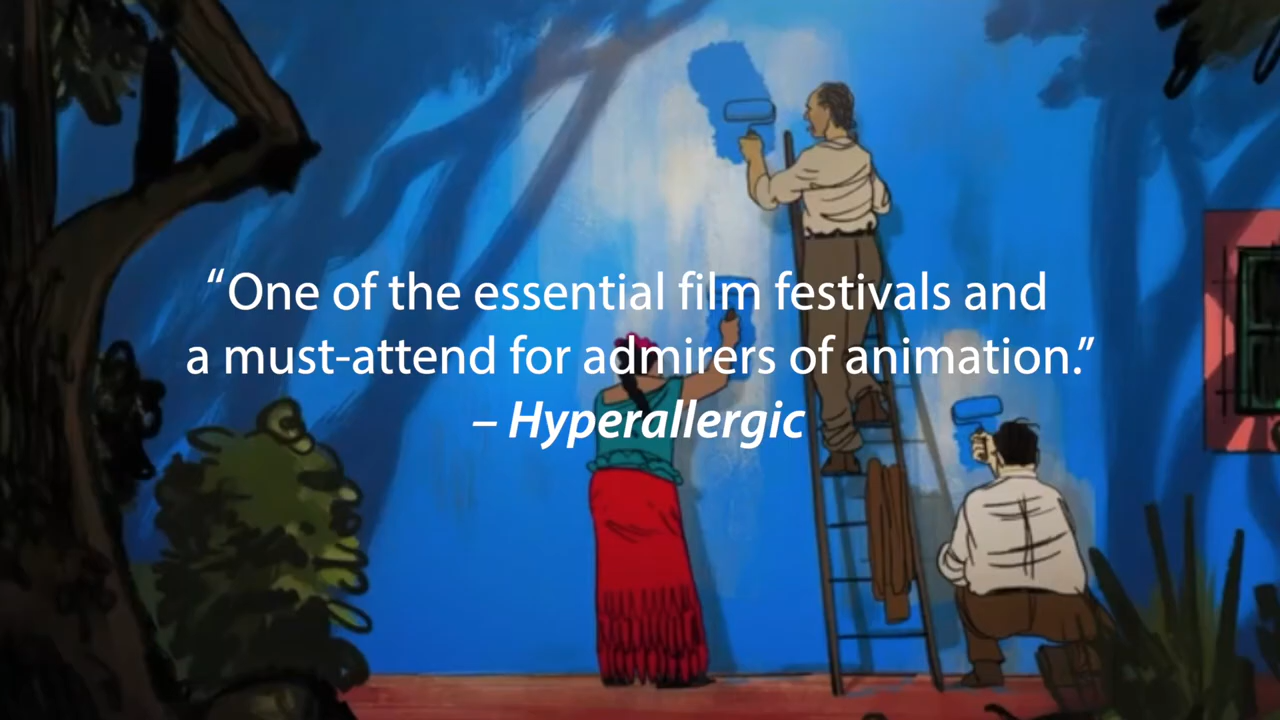 “One of the essential film festivals and
a must-attend for admirers of animation.”
– Hyperallergic